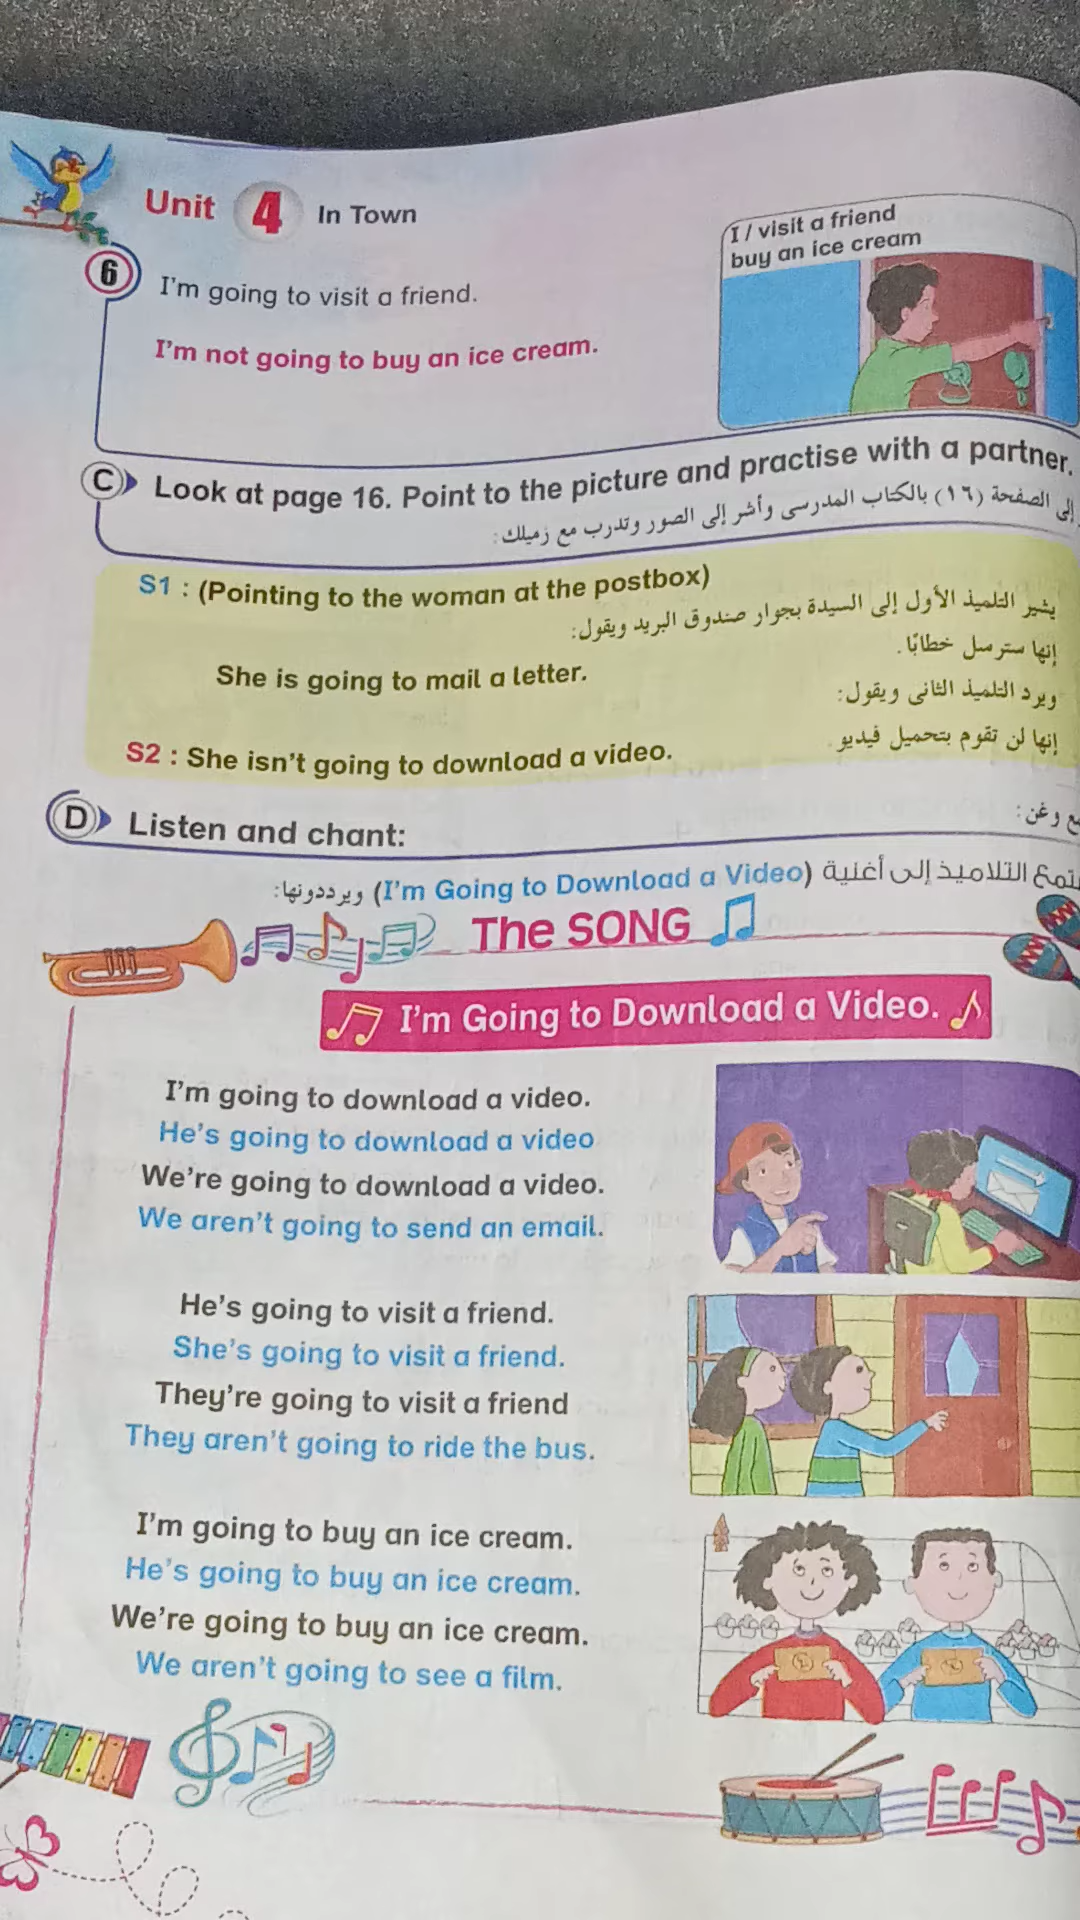 Unit 4 In Town
6
I'm going to visit a friend.
I'm not going to buy an ice cream.
I / visit a friend
buy an ice cream
C Look at page 16. Point to the picture and practise with a partner.
إلى الصفحة (١٦) بالكتاب المدرسى وأشر إلى الصور وتدرب مع زميلك:
S1 : (Pointing to the woman at the postbox)
يشير التلميذ الأول إلى السيدة بجوار صندوق البريد ويقول:
إنها سترسل خطابًا.
She is going to mail a letter.
ويرد التلميذ الثانى ويقول:
إنها لن تقوم بتحميل فيديو.
S2 : She isn't going to download a video.
D Listen and chant:
وغن:
التلاميذ إلى أغنية (I'm Going to Download a Video) ويرددونها:
The SONG
I'm Going to Download a Video.
I'm going to download a video.
He's going to download a video
We're going to download a video.
We aren't going to send an email.
He's going to visit a friend.
She's going to visit a friend.
They're going to visit a friend
They aren't going to ride the bus.
I'm going to buy an ice cream.
He's going to buy an ice cream.
We're going to buy an ice cream.
We aren't going to see a film.